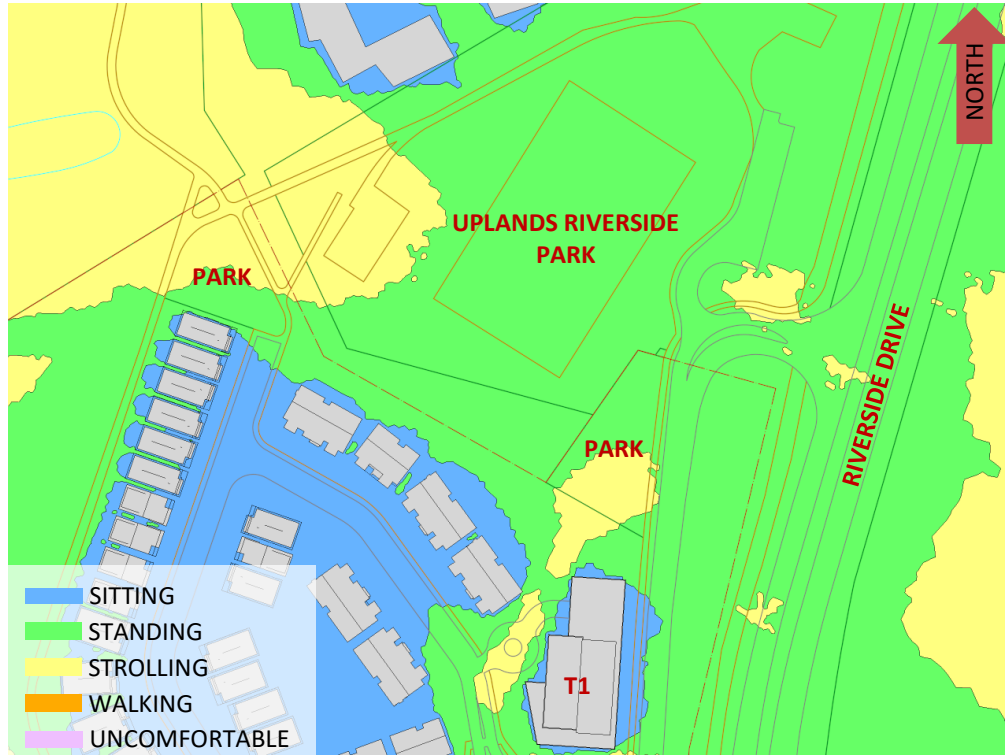 NORTH
UPLANDS RIVERSIDE
PARK
PARK
RIVERSIDE DRIVE
PARK
T1
SITTING
STANDING
STROLLING
WALKING
UNCOMFORTABLE